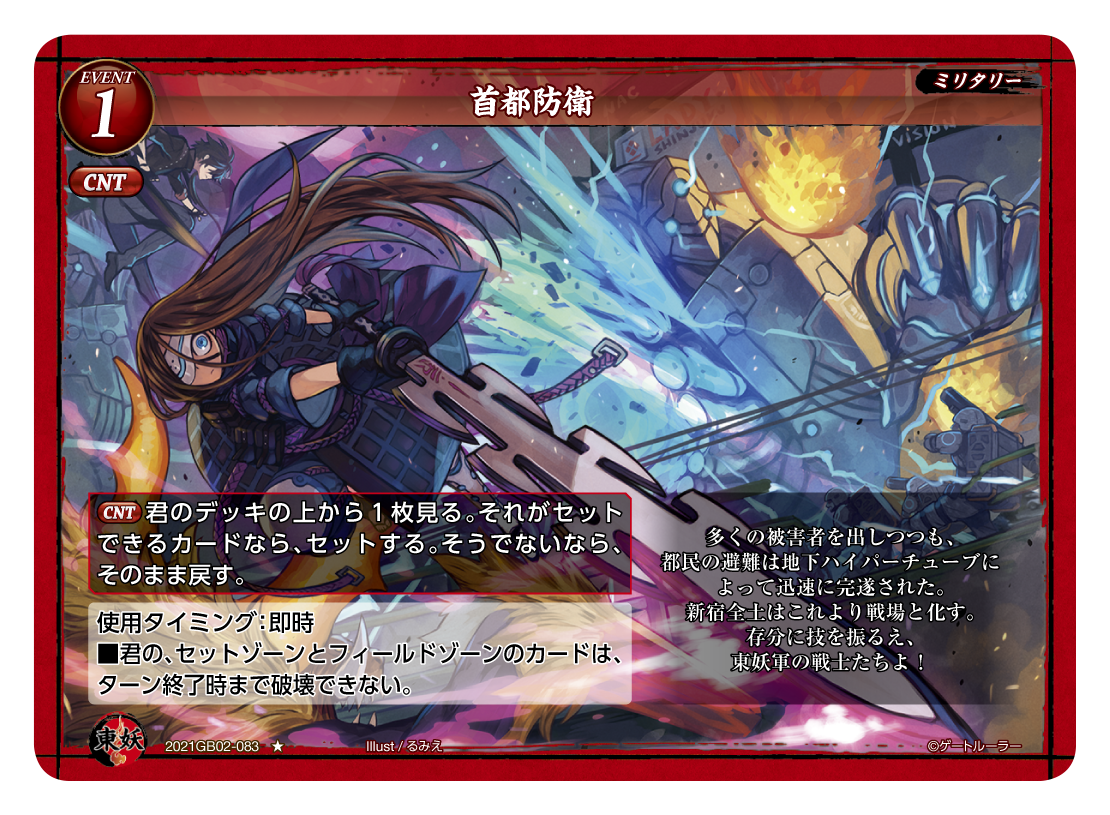 EVENT
1
首都防衛
ミリタリー
CNT
SHINJ
VISION
CNT 君のデッキの上から1枚見る。それがセット
できるカードなら、セットする。そうでないなら、
そのまま戻す。
使用タイミング:即時
■君の、セットゾーンとフィールドゾーンのカードは、
ターン終了時まで破壊できない。
多くの被害者を出しつつも、
都民の避難は地下ハイパーチューブに
よって迅速に完遂された。
新宿全土はこれより戦場と化す。
存分に技を振るえ、
東妖軍の戦士たちよ!
東妖
2021GB02-083 ★
Illust / るみえ
©ゲートルーラー